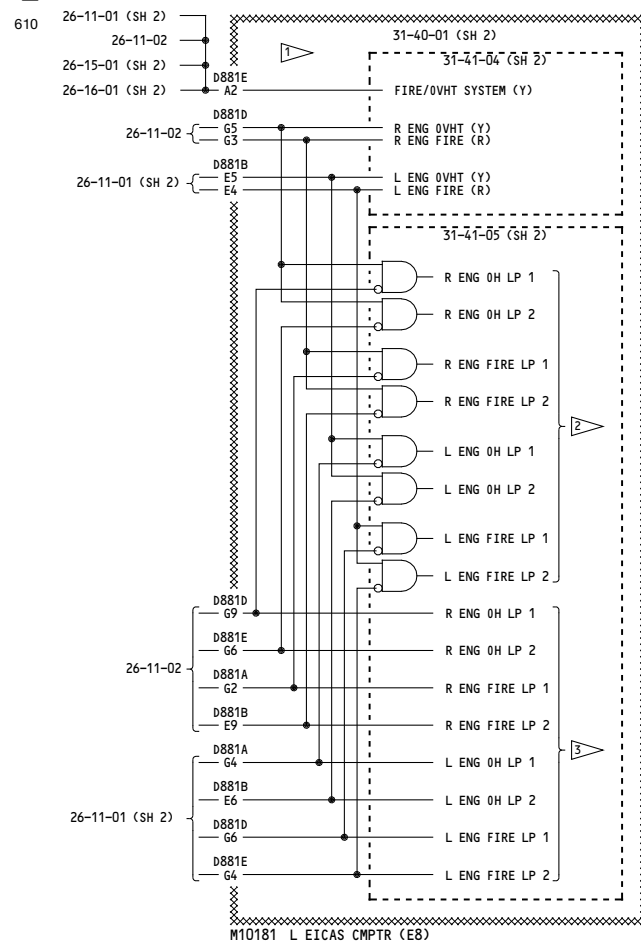 610
26-11-01 (SH 2)
26-11-02
26-15-01 (SH 2)
26-16-01 (SH 2)
31-40-01 (SH 2)
1
31-41-04 (SH 2)
D881E
A2
FIRE/OVHT SYSTEM (Y)
D881D
26-11-02
G5
R ENG OVHT (Y)
G3
R ENG FIRE (R)
D881B
26-11-01 (SH 2)
E5
L ENG OVHT (Y)
E4
L ENG FIRE (R)
31-41-05 (SH 2)
R ENG OH LP 1
R ENG OH LP 2
R ENG FIRE LP 1
R ENG FIRE LP 2
2
L ENG OH LP 1
L ENG OH LP 2
L ENG FIRE LP 1
L ENG FIRE LP 2
D881D
G9
R ENG OH LP 1
D881E
G6
R ENG OH LP 2
26-11-02
D881A
G2
R ENG FIRE LP 1
D881B
E9
R ENG FIRE LP 2
3
D881A
G4
L ENG OH LP 1
D881B
E6
L ENG OH LP 2
26-11-01 (SH 2)
D881D
G6
L ENG FIRE LP 1
D881E
G4
L ENG FIRE LP 2
M10181 L EICAS CMPTR (E8)